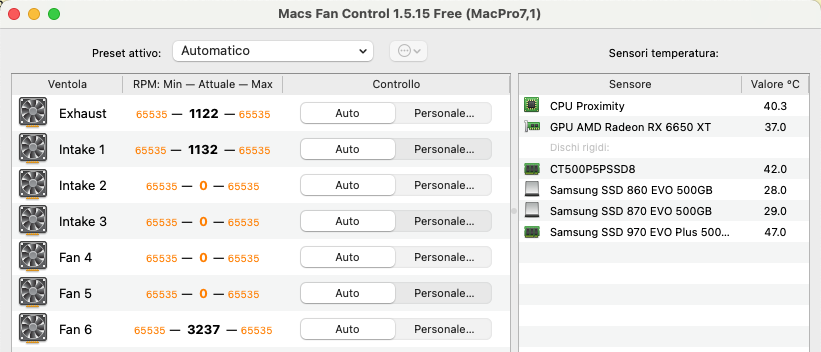 Macs Fan Control 1.5.15 Free (MacPro7,1)
Preset attivo: Automatico Sensori temperatura:
Ventola RPM: Min — Attuale — Max Controllo Sensore Valore °C
Exhaust 65535 — 1122 — 65535 Auto Personale...
Intake 1 65535 — 1132 — 65535 Auto Personale...
Intake 2 65535 — 0 — 65535 Auto Personale...
Intake 3 65535 — 0 — 65535 Auto Personale...
Fan 4 65535 — 0 — 65535 Auto Personale...
Fan 5 65535 — 0 — 65535 Auto Personale...
Fan 6 65535 — 3237 — 65535 Auto Personale...
CPU Proximity 40.3
GPU AMD Radeon RX 6650 XT 37.0
Dischi rigidi:
CT500P5PSSD8 42.0
Samsung SSD 860 EVO 500GB 28.0
Samsung SSD 870 EVO 500GB 29.0
Samsung SSD 970 EVO Plus 500... 47.0